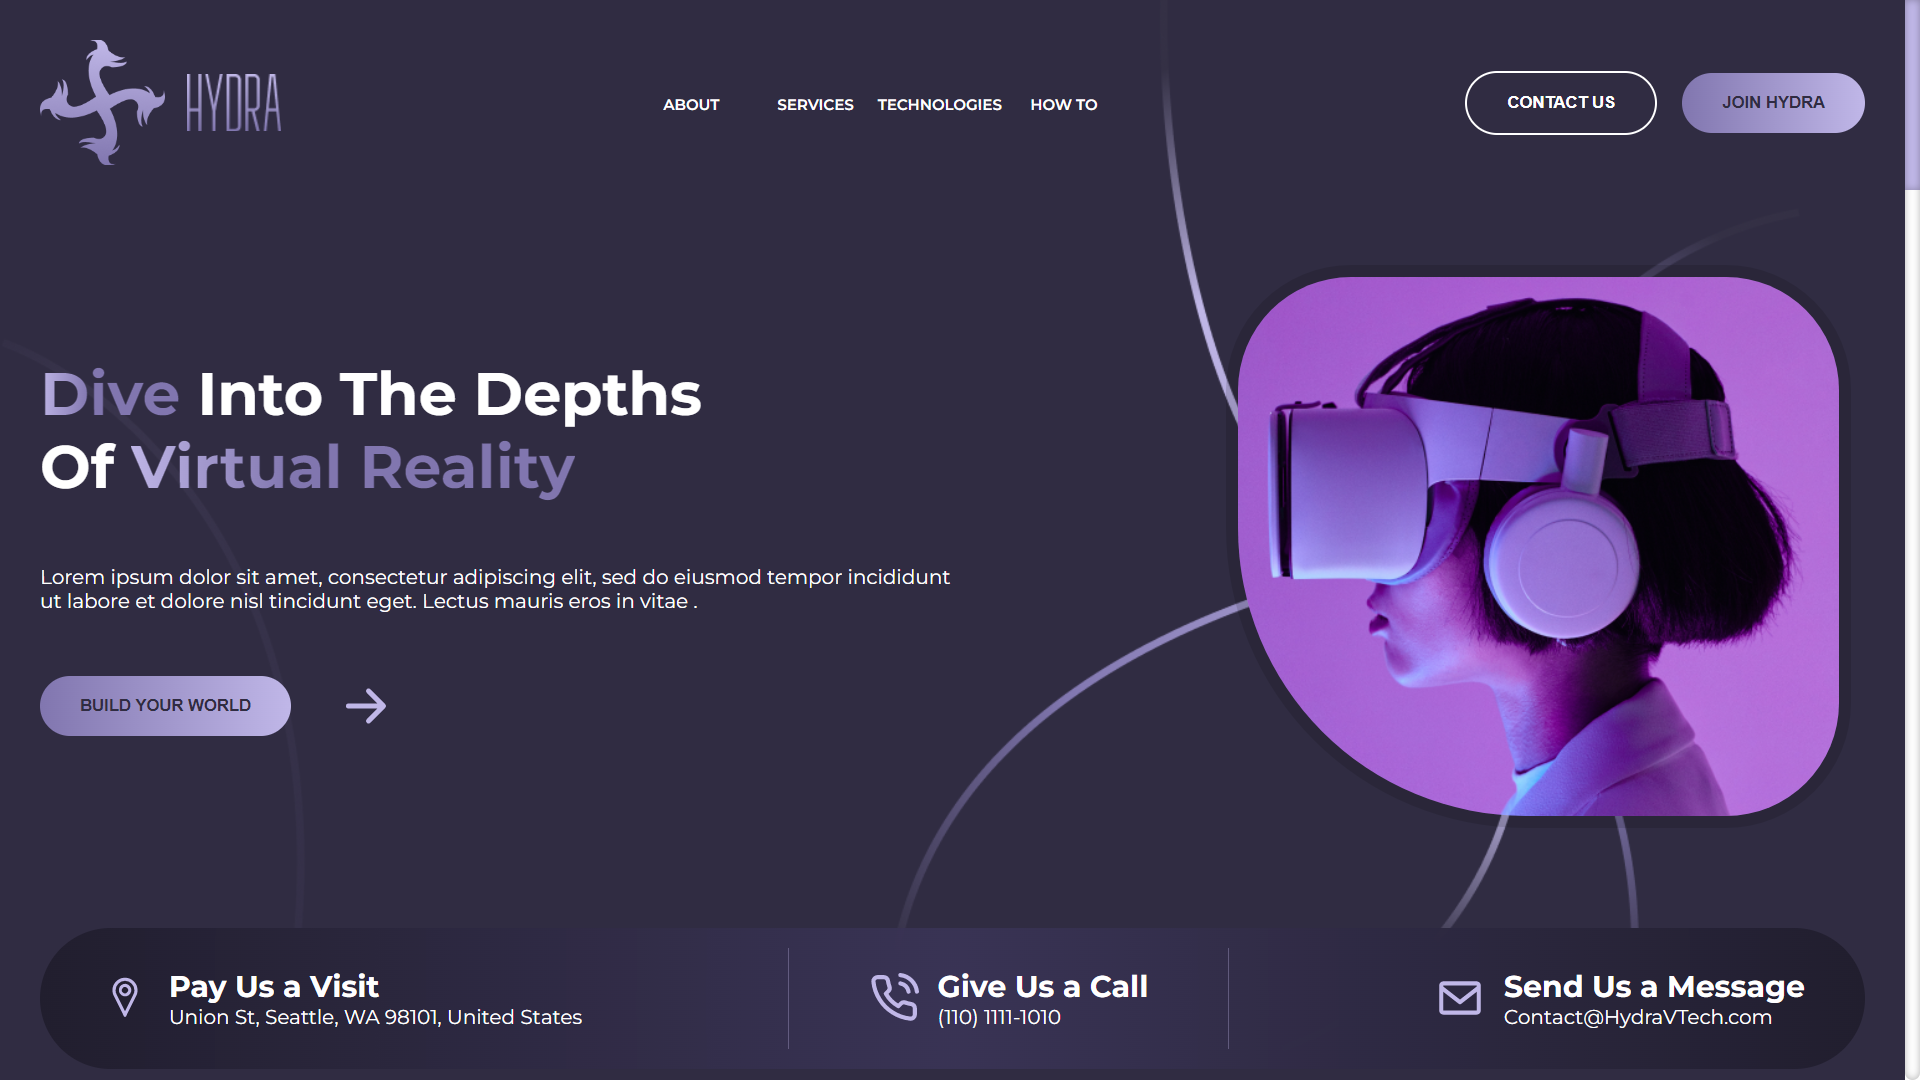 HYDRA
ABOUT SERVICES TECHNOLOGIES HOW TO
CONTACT US
JOIN HYDRA
Dive Into The Depths
Of Virtual Reality
Lorem ipsum dolor sit amet, consectetur adipiscing elit, sed do eiusmod tempor incididunt
ut labore et dolore nisl tincidunt eget. Lectus mauris eros in vitae .
BUILD YOUR WORLD
Pay Us a Visit
Union St, Seattle, WA 98101, United States
Give Us a Call
(110) 1111-1010
Send Us a Message
Contact@HydraVTech.com